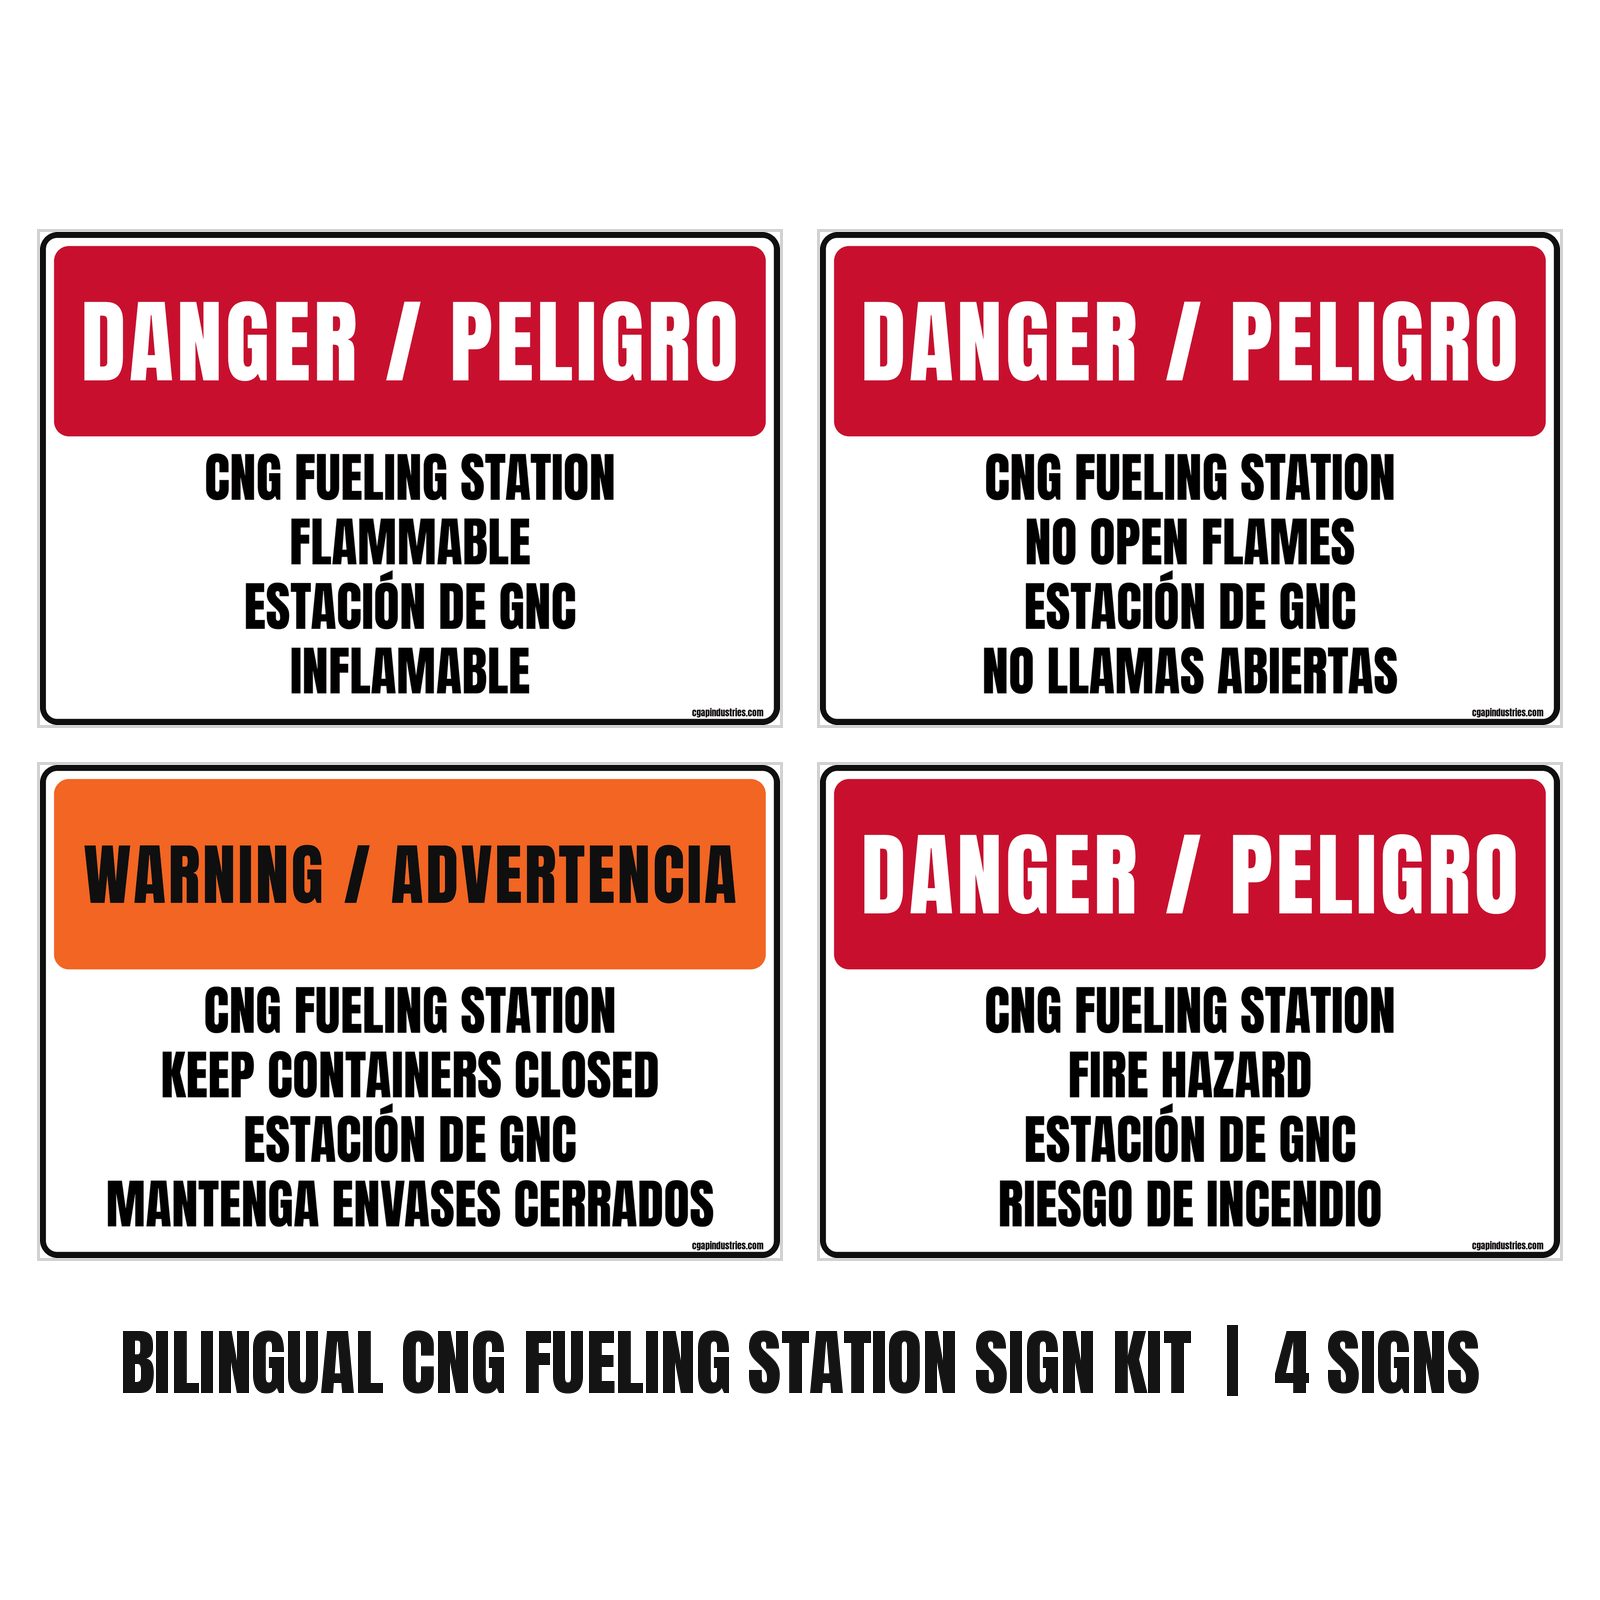 DANGER / PELIGRO
CNG FUELING STATION
FLAMMABLE
ESTACIÓN DE GNC
INFLAMABLE
cgapindustries.com
DANGER / PELIGRO
CNG FUELING STATION
NO OPEN FLAMES
ESTACIÓN DE GNC
NO LLAMAS ABIERTAS
cgapindustries.com
WARNING / ADVERTENCIA
CNG FUELING STATION
KEEP CONTAINERS CLOSED
ESTACIÓN DE GNC
MANTENGA ENVASES CERRADOS
cgapindustries.com
DANGER / PELIGRO
CNG FUELING STATION
FIRE HAZARD
ESTACIÓN DE GNC
RIESGO DE INCENDIO
cgapindustries.com
BILINGUAL CNG FUELING STATION SIGN KIT | 4 SIGNS